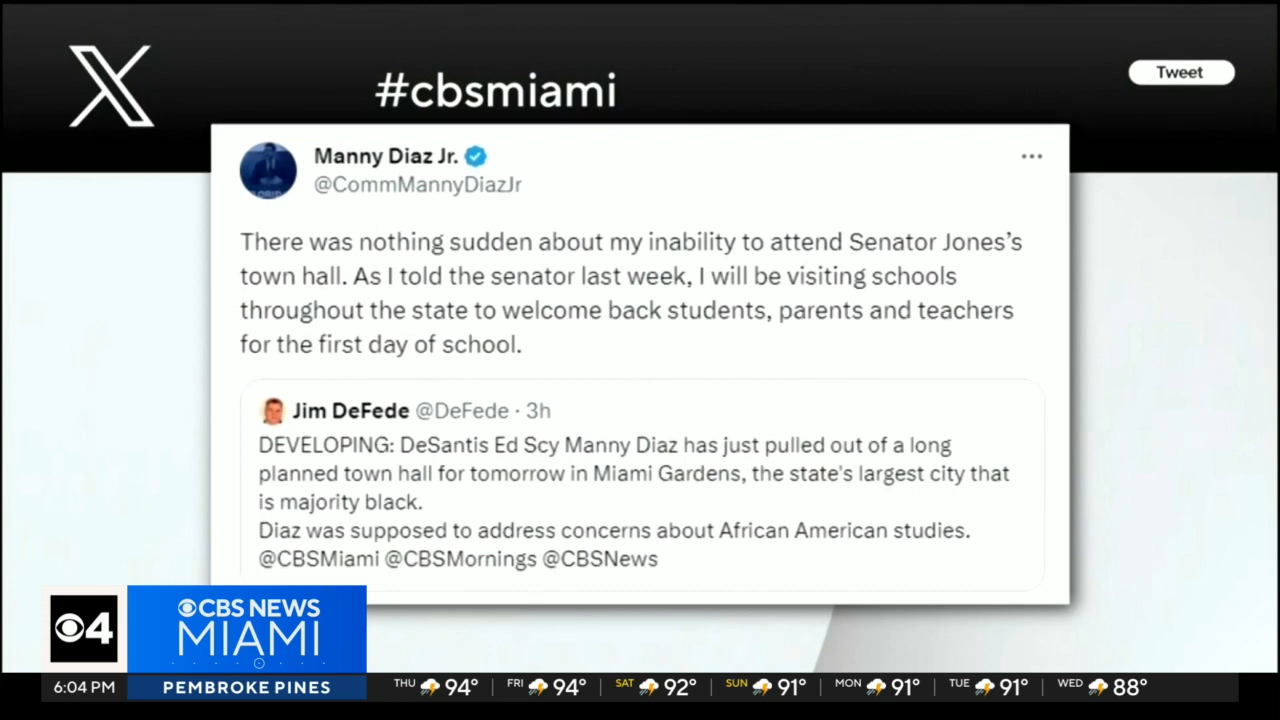 #cbsmiami
Tweet
Manny Diaz Jr.
@CommMannyDiazJr
There was nothing sudden about my inability to attend Senator Jones’s
town hall. As I told the senator last week, I will be visiting schools
throughout the state to welcome back students, parents and teachers
for the first day of school.
Jim DeFede @DeFede · 3h
DEVELOPING: DeSantis Ed Scy Manny Diaz has just pulled out of a long
planned town hall for tomorrow in Miami Gardens, the state's largest city that
is majority black.
Diaz was supposed to address concerns about African American studies.
@CBSMiami @CBSMornings @CBSNews
4
CBS NEWS
MIAMI
6:04 PM
PEMBROKE PINES
THU 94° | FRI 94° | SAT 92° | SUN 91° | MON 91° | TUE 91° | WED 88°